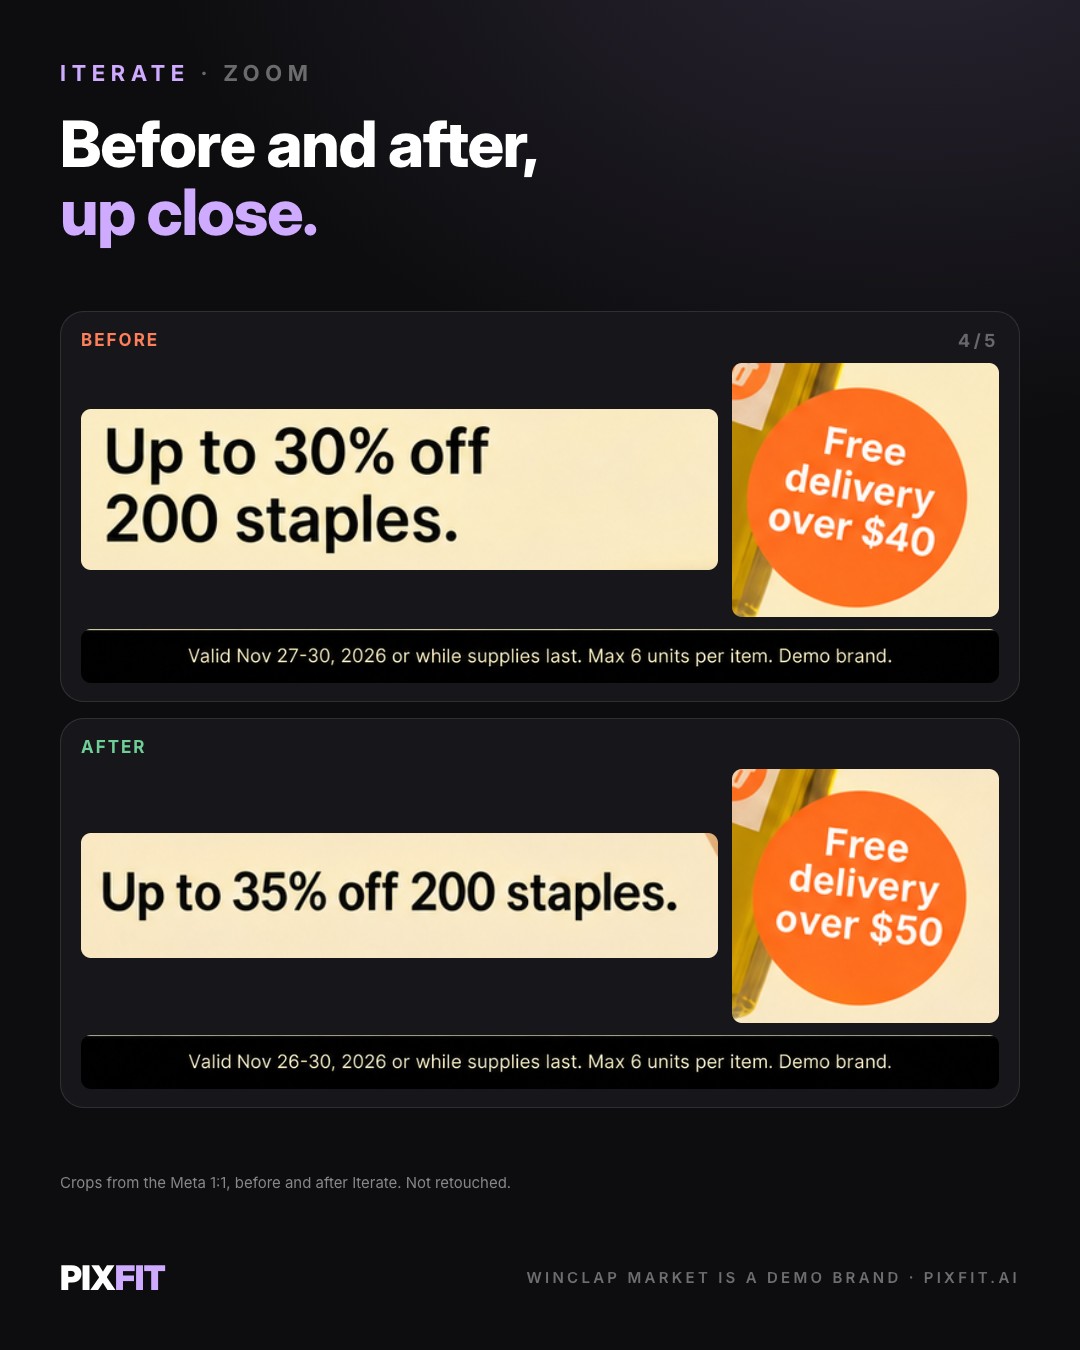 ITERATE · ZOOM
Before and after,
up close.
BEFORE
4/5
Up to 30% off
200 staples.
Free
delivery
over $40
Valid Nov 27-30, 2026 or while supplies last. Max 6 units per item. Demo brand.
AFTER
Up to 35% off 200 staples.
Free
delivery
over $50
Valid Nov 26-30, 2026 or while supplies last. Max 6 units per item. Demo brand.
Crops from the Meta 1:1, before and after Iterate. Not retouched.
PIXFIT
WINCLAP MARKET IS A DEMO BRAND · PIXFIT.AI